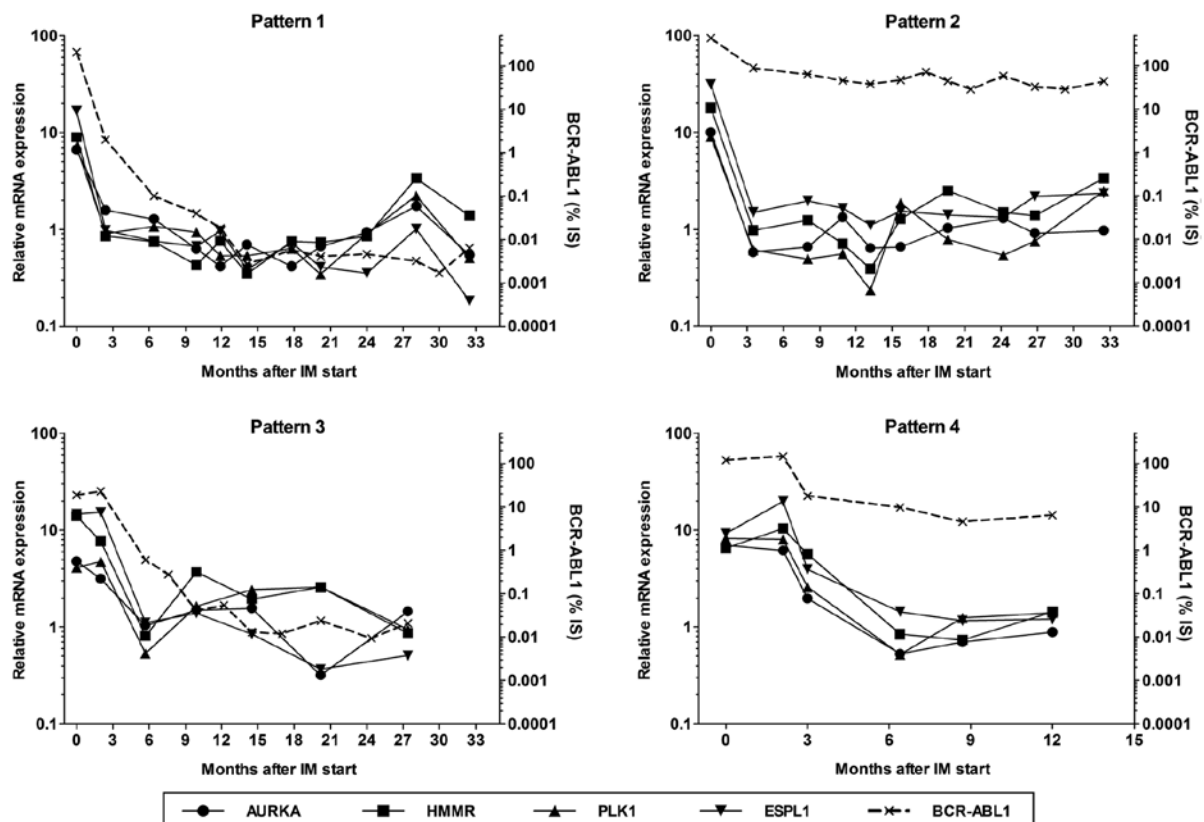 Pattern 1
Relative mRNA expression
100
10
1
0.1
100
10
1
0.1
0.01
0.001
0.0001
BCR-ABL1 (% IS)
0 3 6 9 12 15 18 21 24 27 30 33
Months after IM start
Pattern 2
Relative mRNA expression
100
10
1
0.1
100
10
1
0.1
0.01
0.001
0.0001
BCR-ABL1 (% IS)
0 3 6 9 12 15 18 21 24 27 30 33
Months after IM start
Pattern 3
Relative mRNA expression
100
10
1
0.1
100
10
1
0.1
0.01
0.001
0.0001
BCR-ABL1 (% IS)
0 3 6 9 12 15 18 21 24 27 30 33
Months after IM start
Pattern 4
Relative mRNA expression
100
10
1
0.1
100
10
1
0.1
0.01
0.001
0.0001
BCR-ABL1 (% IS)
0 3 6 9 12 15
Months after IM start
AURKA HMMR PLK1 ESPL1 BCR-ABL1